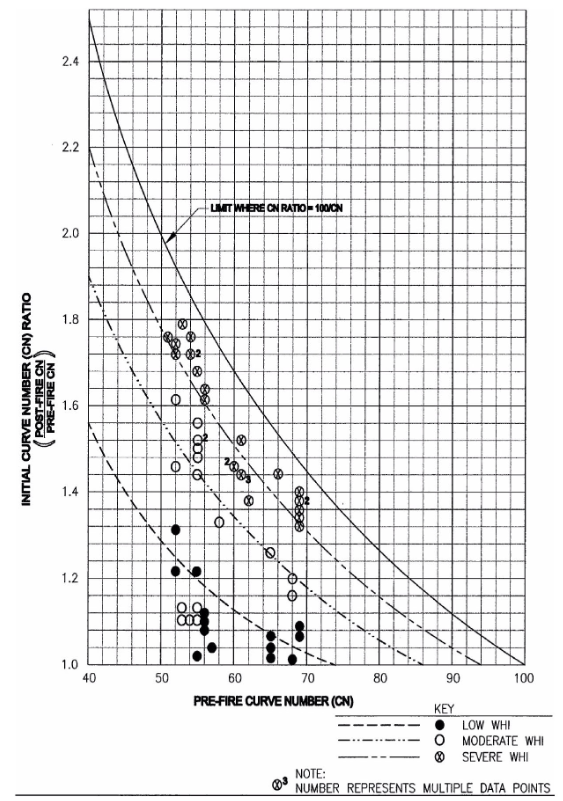 2.4
2.2
2.0
1.8
1.6
1.4
1.2
1.0
INITIAL CURVE NUMBER (CN) RATIO
(POST-FIRE CN
PRE-FIRE CN)
LIMIT WHERE CN RATIO = 100/CN
2
2
2
3
2
40 50 60 70 80 90 100
PRE-FIRE CURVE NUMBER (CN)
KEY
LOW WHI
MODERATE WHI
SEVERE WHI
NOTE:
3 NUMBER REPRESENTS MULTIPLE DATA POINTS